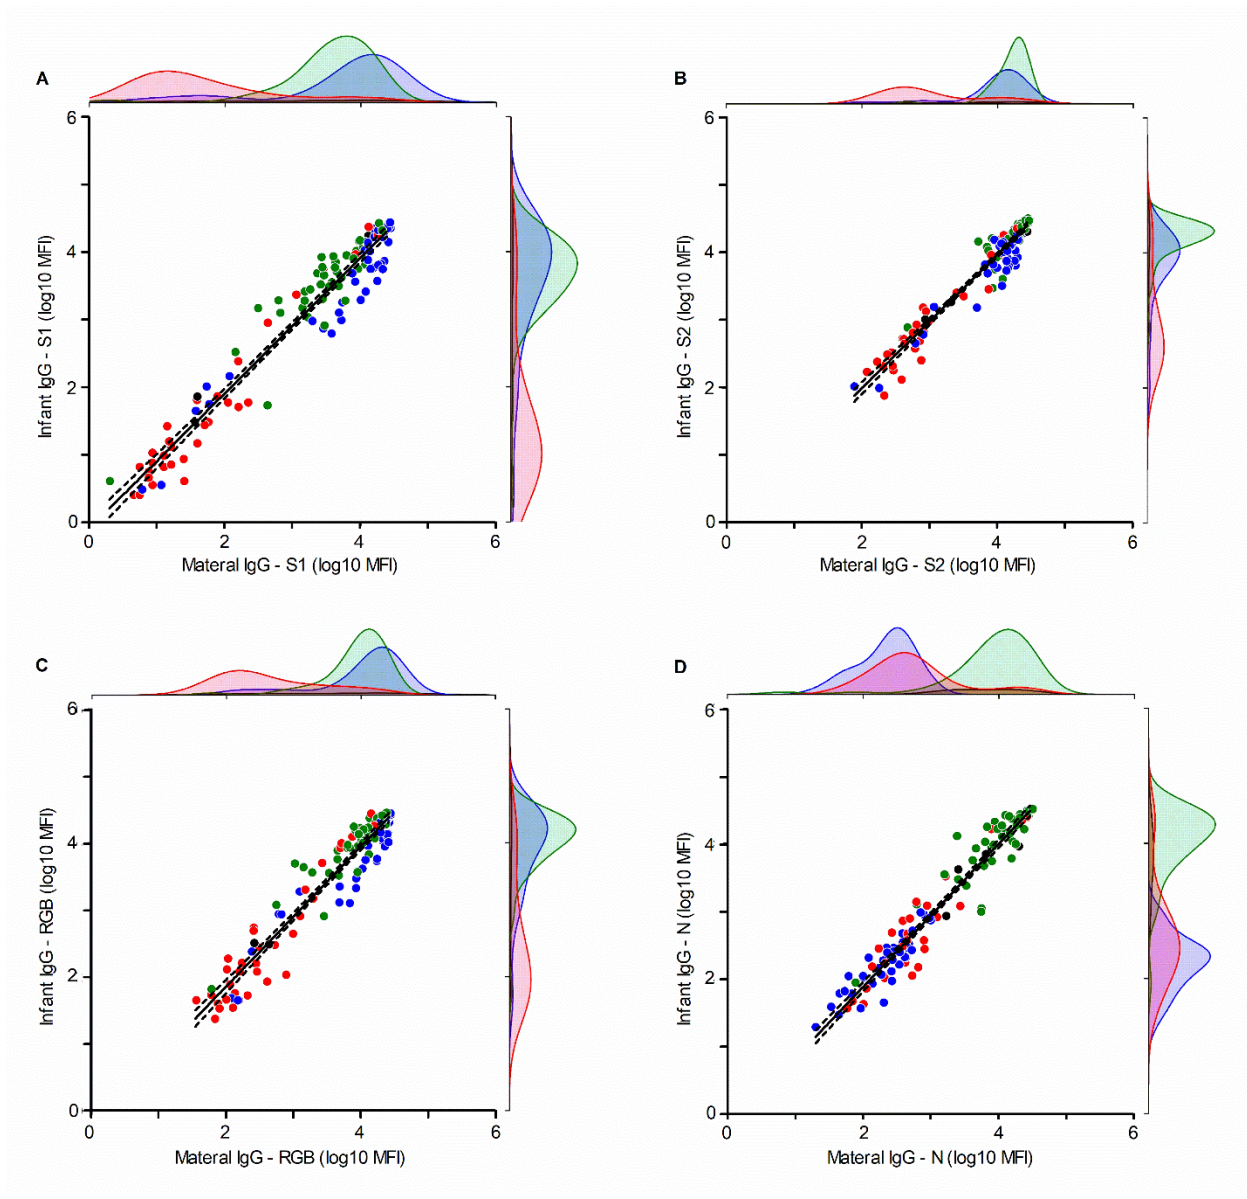 A
6
4
2
0
0 2 4 6
Infant IgG - S1 (log10 MFI)
Materal IgG - S1 (log10 MFI)
B
6
4
2
0
0 2 4 6
Infant IgG - S2 (log10 MFI)
Materal IgG - S2 (log10 MFI)
C
6
4
2
0
0 2 4 6
Infant IgG - RGB (log10 MFI)
Materal IgG - RGB (log10 MFI)
D
6
4
2
0
0 2 4 6
Infant IgG - N (log10 MFI)
Materal IgG - N (log10 MFI)